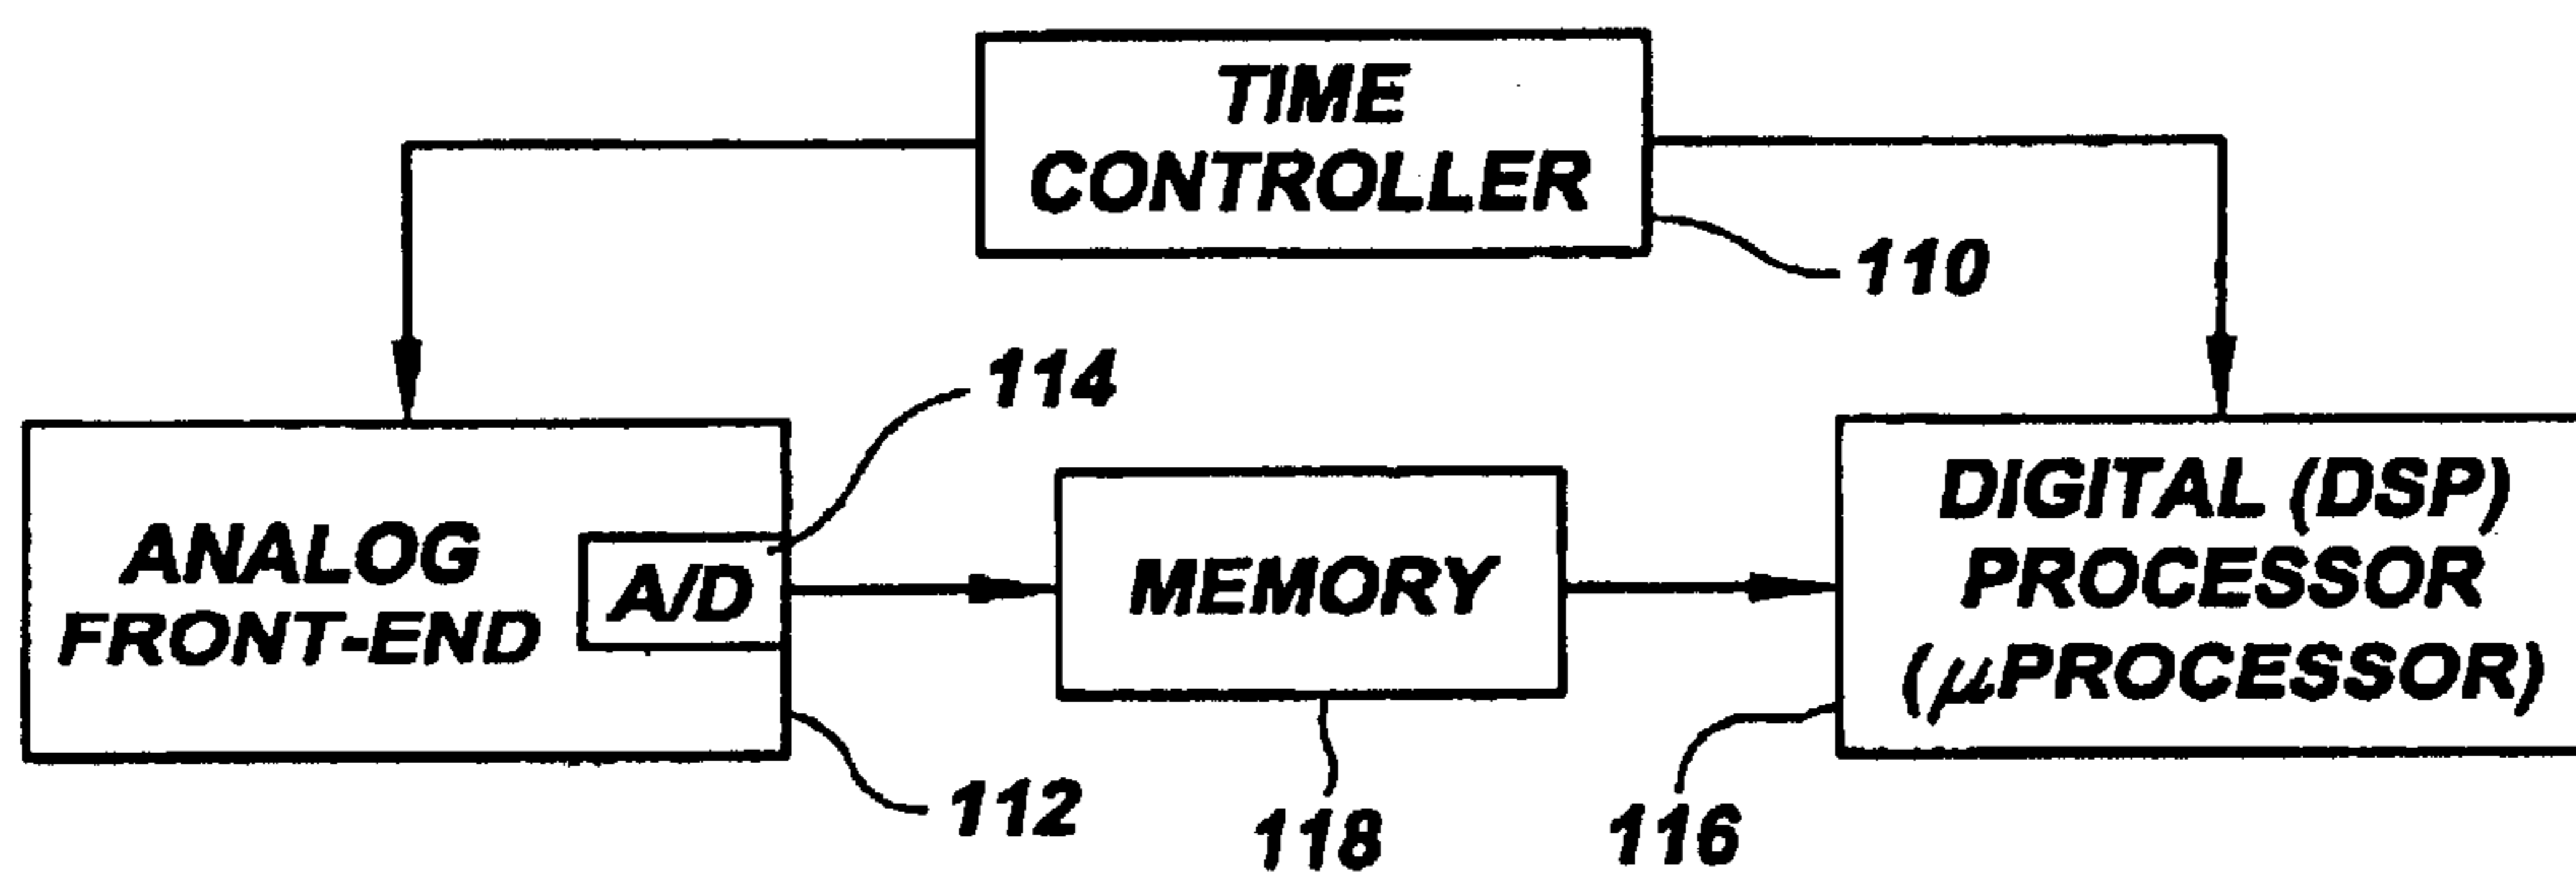 TIME
CONTROLLER
110
114
ANALOG
FRONT-END
A/D
MEMORY
DIGITAL (DSP)
PROCESSOR
(μPROCESSOR)
112
118
116